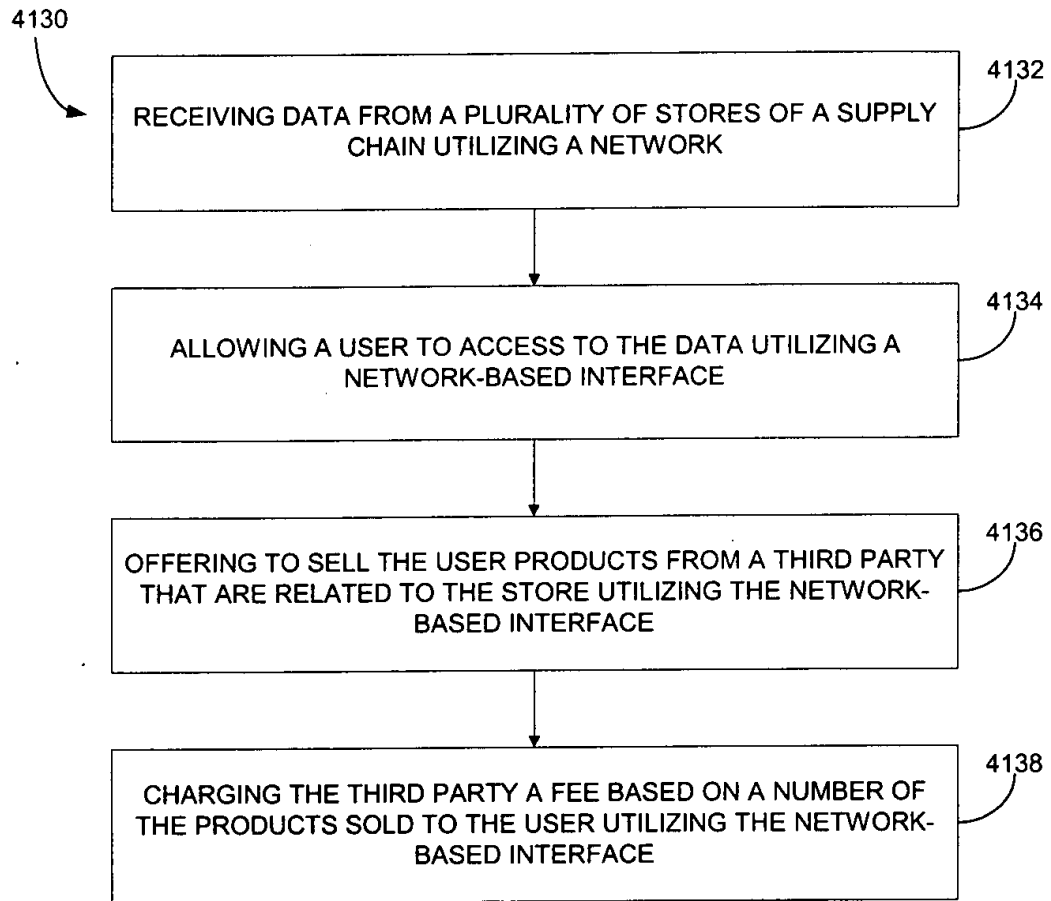 4130
4132
RECEIVING DATA FROM A PLURALITY OF STORES OF A SUPPLY
CHAIN UTILIZING A NETWORK
4134
ALLOWING A USER TO ACCESS TO THE DATA UTILIZING A
NETWORK-BASED INTERFACE
4136
OFFERING TO SELL THE USER PRODUCTS FROM A THIRD PARTY
THAT ARE RELATED TO THE STORE UTILIZING THE NETWORK-
BASED INTERFACE
4138
CHARGING THE THIRD PARTY A FEE BASED ON A NUMBER OF
THE PRODUCTS SOLD TO THE USER UTILIZING THE NETWORK-
BASED INTERFACE